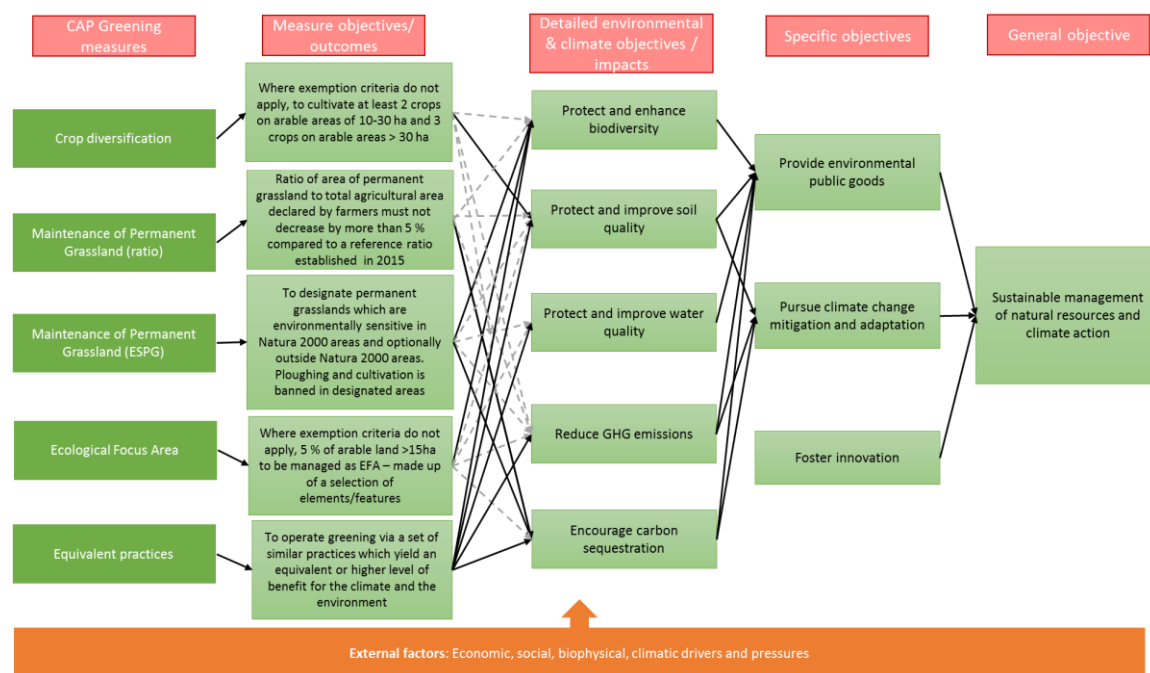 CAP Greening
measures
Measure objectives/
outcomes
Detailed environmental
& climate objectives /
impacts
Specific objectives
General objective
Crop diversification
Maintenance of Permanent
Grassland (ratio)
Maintenance of Permanent
Grassland (ESPG)
Ecological Focus Area
Equivalent practices
Where exemption criteria do not
apply, to cultivate at least 2 crops
on arable areas of 10-30 ha and 3
crops on arable areas > 30 ha
Ratio of area of permanent
grassland to total agricultural area
declared by farmers must not
decrease by more than 5 %
compared to a reference ratio
established in 2015
To designate permanent
grasslands which are
environmentally sensitive in
Natura 2000 areas and optionally
outside Natura 2000 areas.
Ploughing and cultivation is
banned in designated areas
Where exemption criteria do not
apply, 5 % of arable land >15ha
to be managed as EFA – made up
of a selection of
elements/features
To operate greening via a set of
similar practices which yield an
equivalent or higher level of
benefit for the climate and the
environment
Protect and enhance
biodiversity
Protect and improve soil
quality
Protect and improve water
quality
Reduce GHG emissions
Encourage carbon
sequestration
Provide environmental
public goods
Pursue climate change
mitigation and adaptation
Foster innovation
Sustainable management
of natural resources and
climate action
External factors: Economic, social, biophysical, climatic drivers and pressures